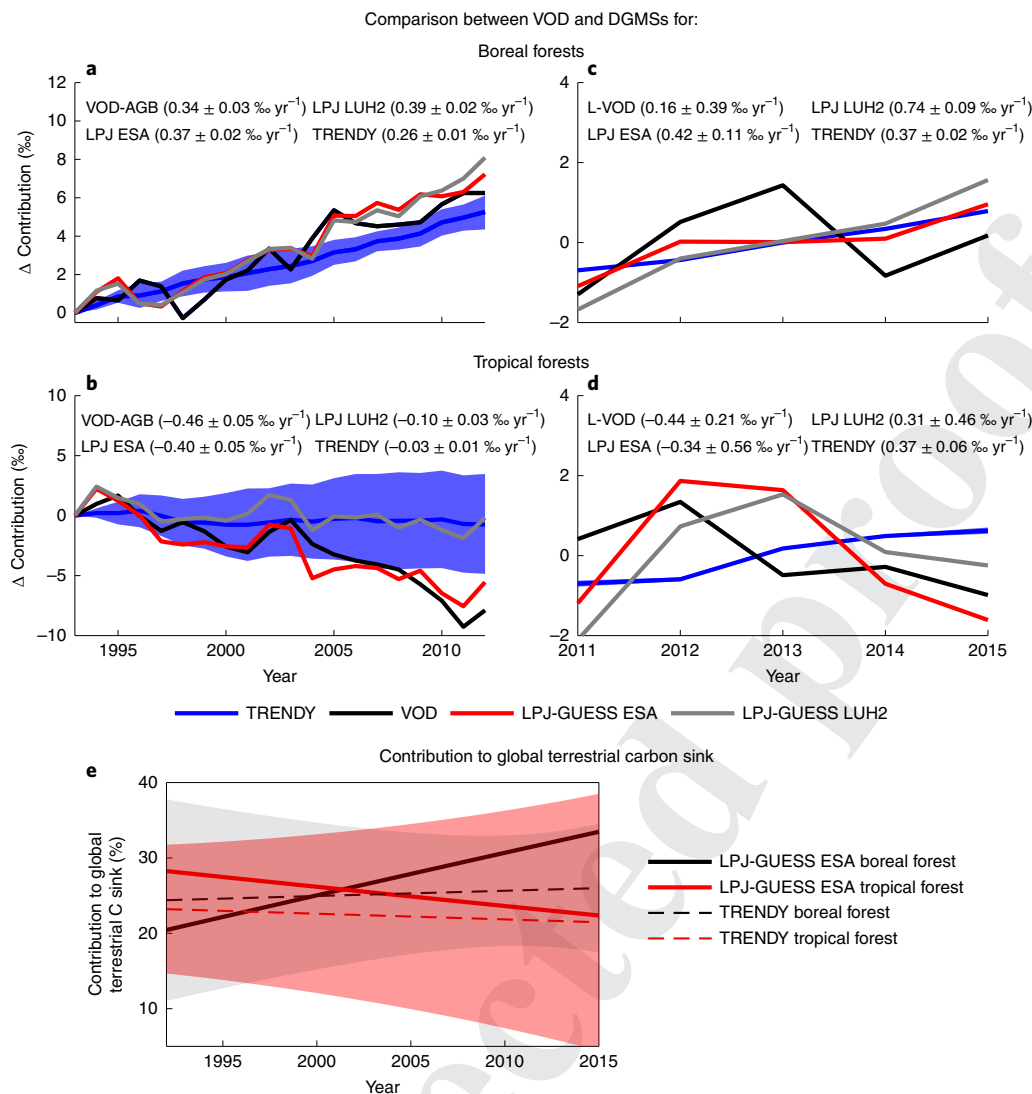 Comparison between VOD and DGMSs for:
Boreal forests
a
12
10
8
6
4
2
0
Δ Contribution (‰)
VOD-AGB (0.34 ± 0.03 ‰ yr⁻¹) LPJ LUH2 (0.39 ± 0.02 ‰ yr⁻¹)
LPJ ESA (0.37 ± 0.02 ‰ yr⁻¹) TRENDY (0.26 ± 0.01 ‰ yr⁻¹)
1995
2000
2005
2010
c
4
2
0
−2
L-VOD (0.16 ± 0.39 ‰ yr⁻¹) LPJ LUH2 (0.74 ± 0.09 ‰ yr⁻¹)
LPJ ESA (0.42 ± 0.11 ‰ yr⁻¹) TRENDY (0.37 ± 0.02 ‰ yr⁻¹)
2011
2012
2013
2014
2015
Tropical forests
b
10
5
0
−5
−10
Δ Contribution (‰)
VOD-AGB (−0.46 ± 0.05 ‰ yr⁻¹) LPJ LUH2 (−0.10 ± 0.03 ‰ yr⁻¹)
LPJ ESA (−0.40 ± 0.05 ‰ yr⁻¹) TRENDY (−0.03 ± 0.01 ‰ yr⁻¹)
1995
2000
2005
2010
Year
d
4
2
0
−2
L-VOD (−0.44 ± 0.21 ‰ yr⁻¹) LPJ LUH2 (0.31 ± 0.46 ‰ yr⁻¹)
LPJ ESA (−0.34 ± 0.56 ‰ yr⁻¹) TRENDY (0.37 ± 0.06 ‰ yr⁻¹)
2011
2012
2013
2014
2015
Year
TRENDY
VOD
LPJ-GUESS ESA
LPJ-GUESS LUH2
Contribution to global terrestrial carbon sink
e
40
30
20
10
Contribution to global
terrestrial C sink (%)
1995
2000
2005
2010
2015
Year
LPJ-GUESS ESA boreal forest
LPJ-GUESS ESA tropical forest
TRENDY boreal forest
TRENDY tropical forest
cted proof